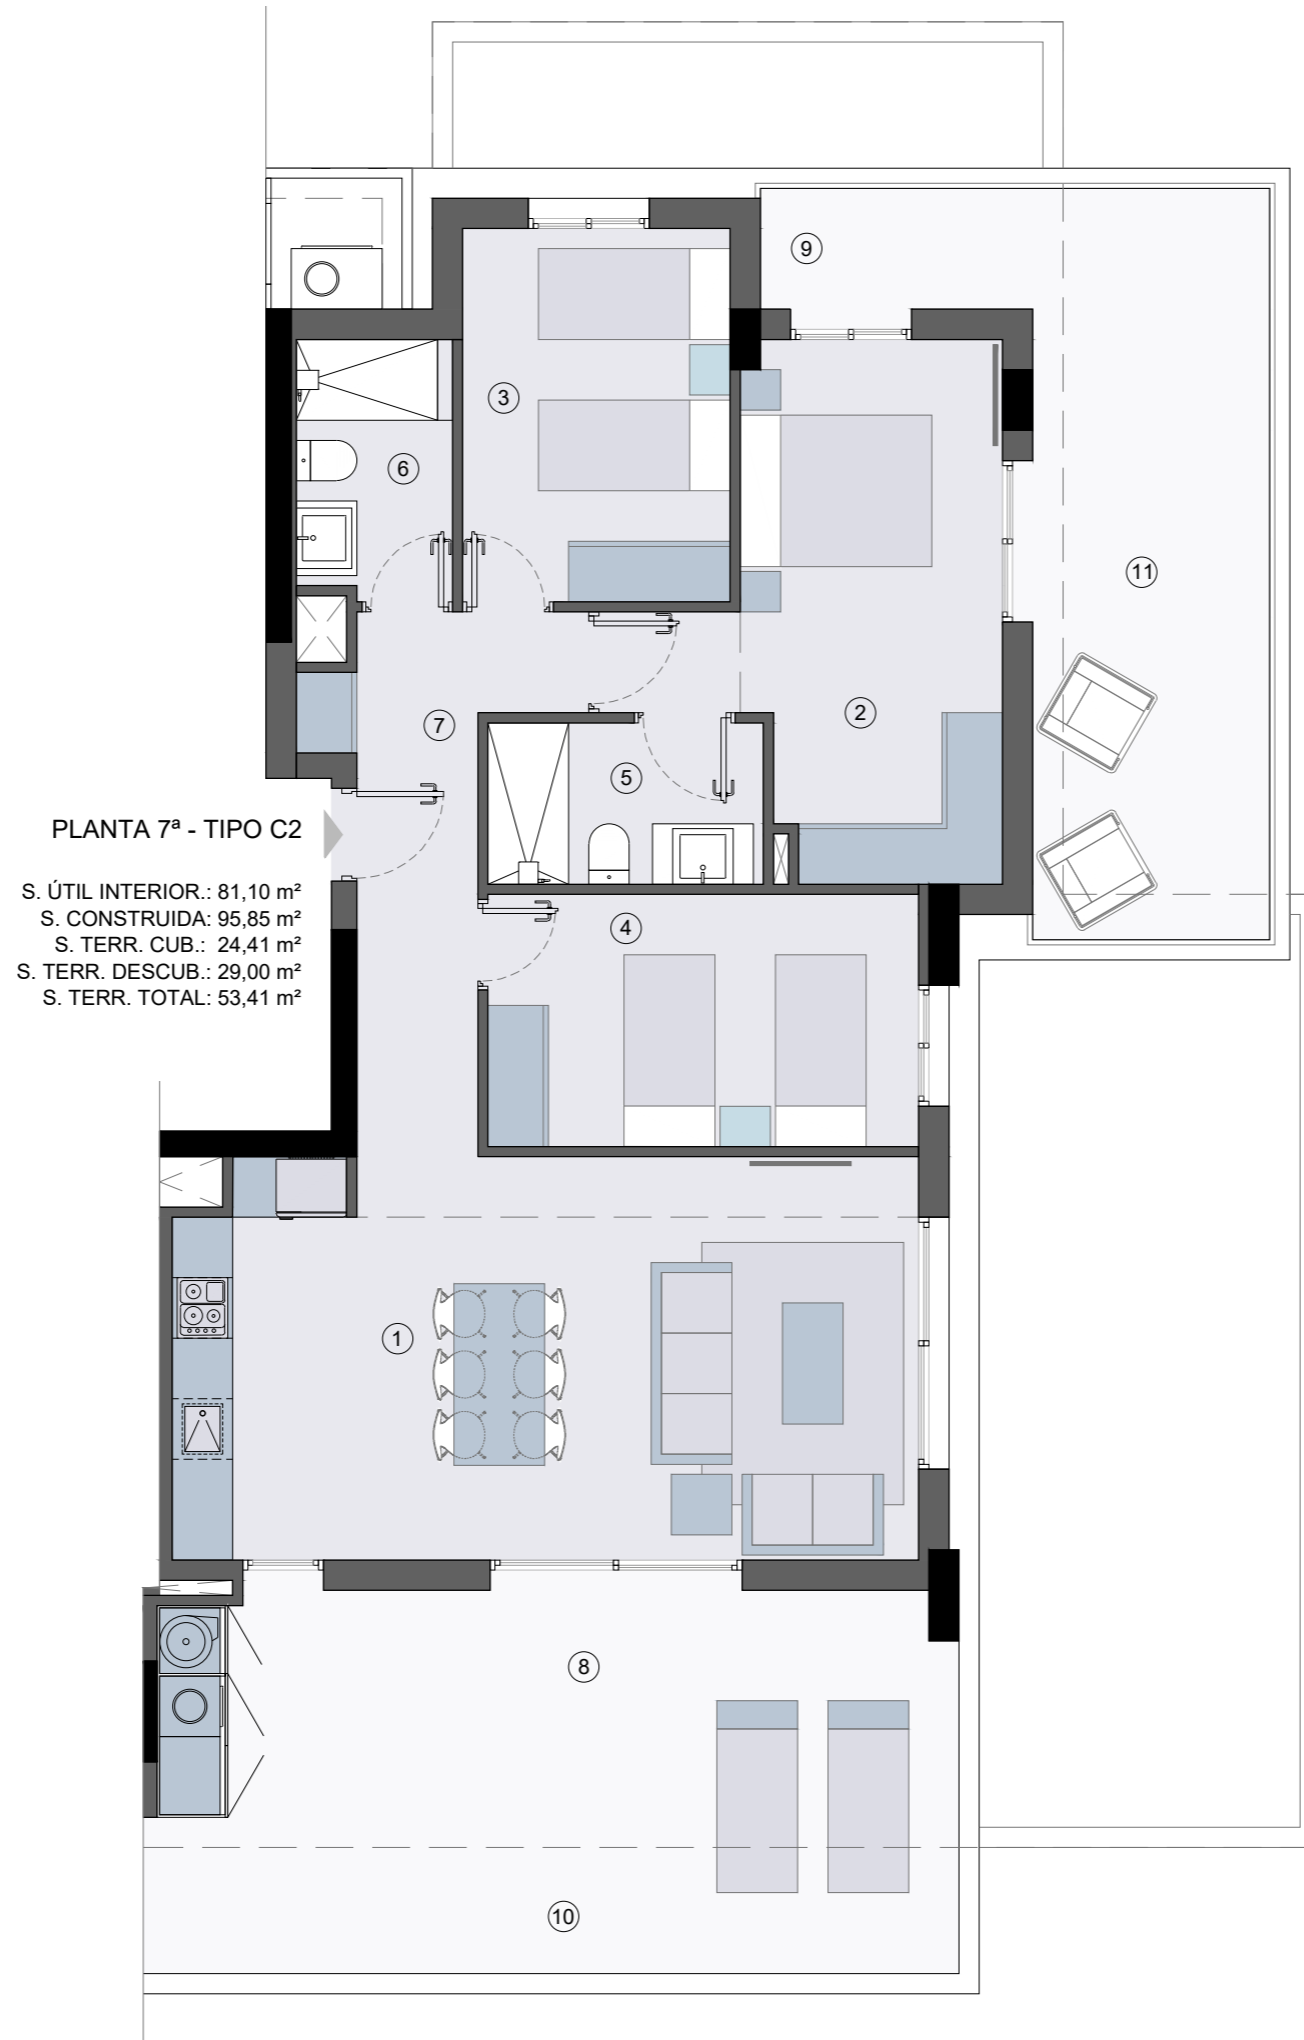 9
3
6
11
2
7
5
PLANTA 7ª - TIPO C2
S. ÚTIL INTERIOR.: 81,10 m²
S. CONSTRUIDA: 95,85 m²
S. TERR. CUB.: 24,41 m²
S. TERR. DESCUB.: 29,00 m²
S. TERR. TOTAL: 53,41 m²
4
1
8
10